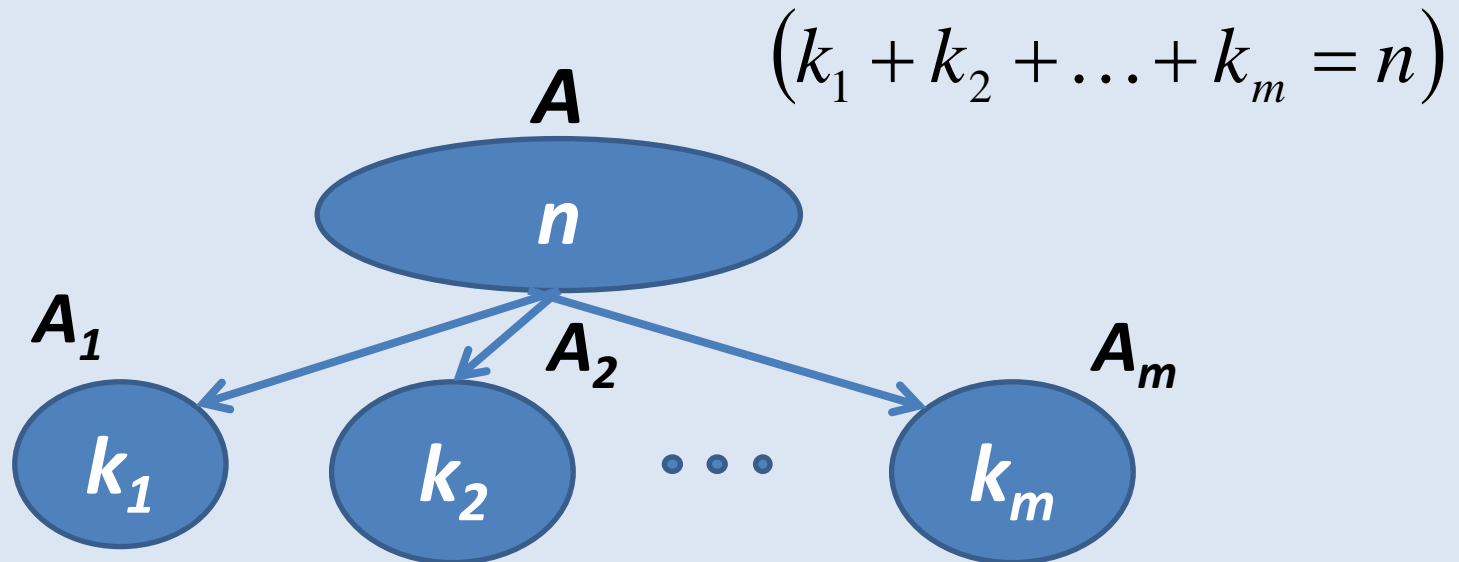 (k₁ + k₂ + … + kₘ = n)
A
n
A₁
A₂
Aₘ
k₁
k₂
kₘ